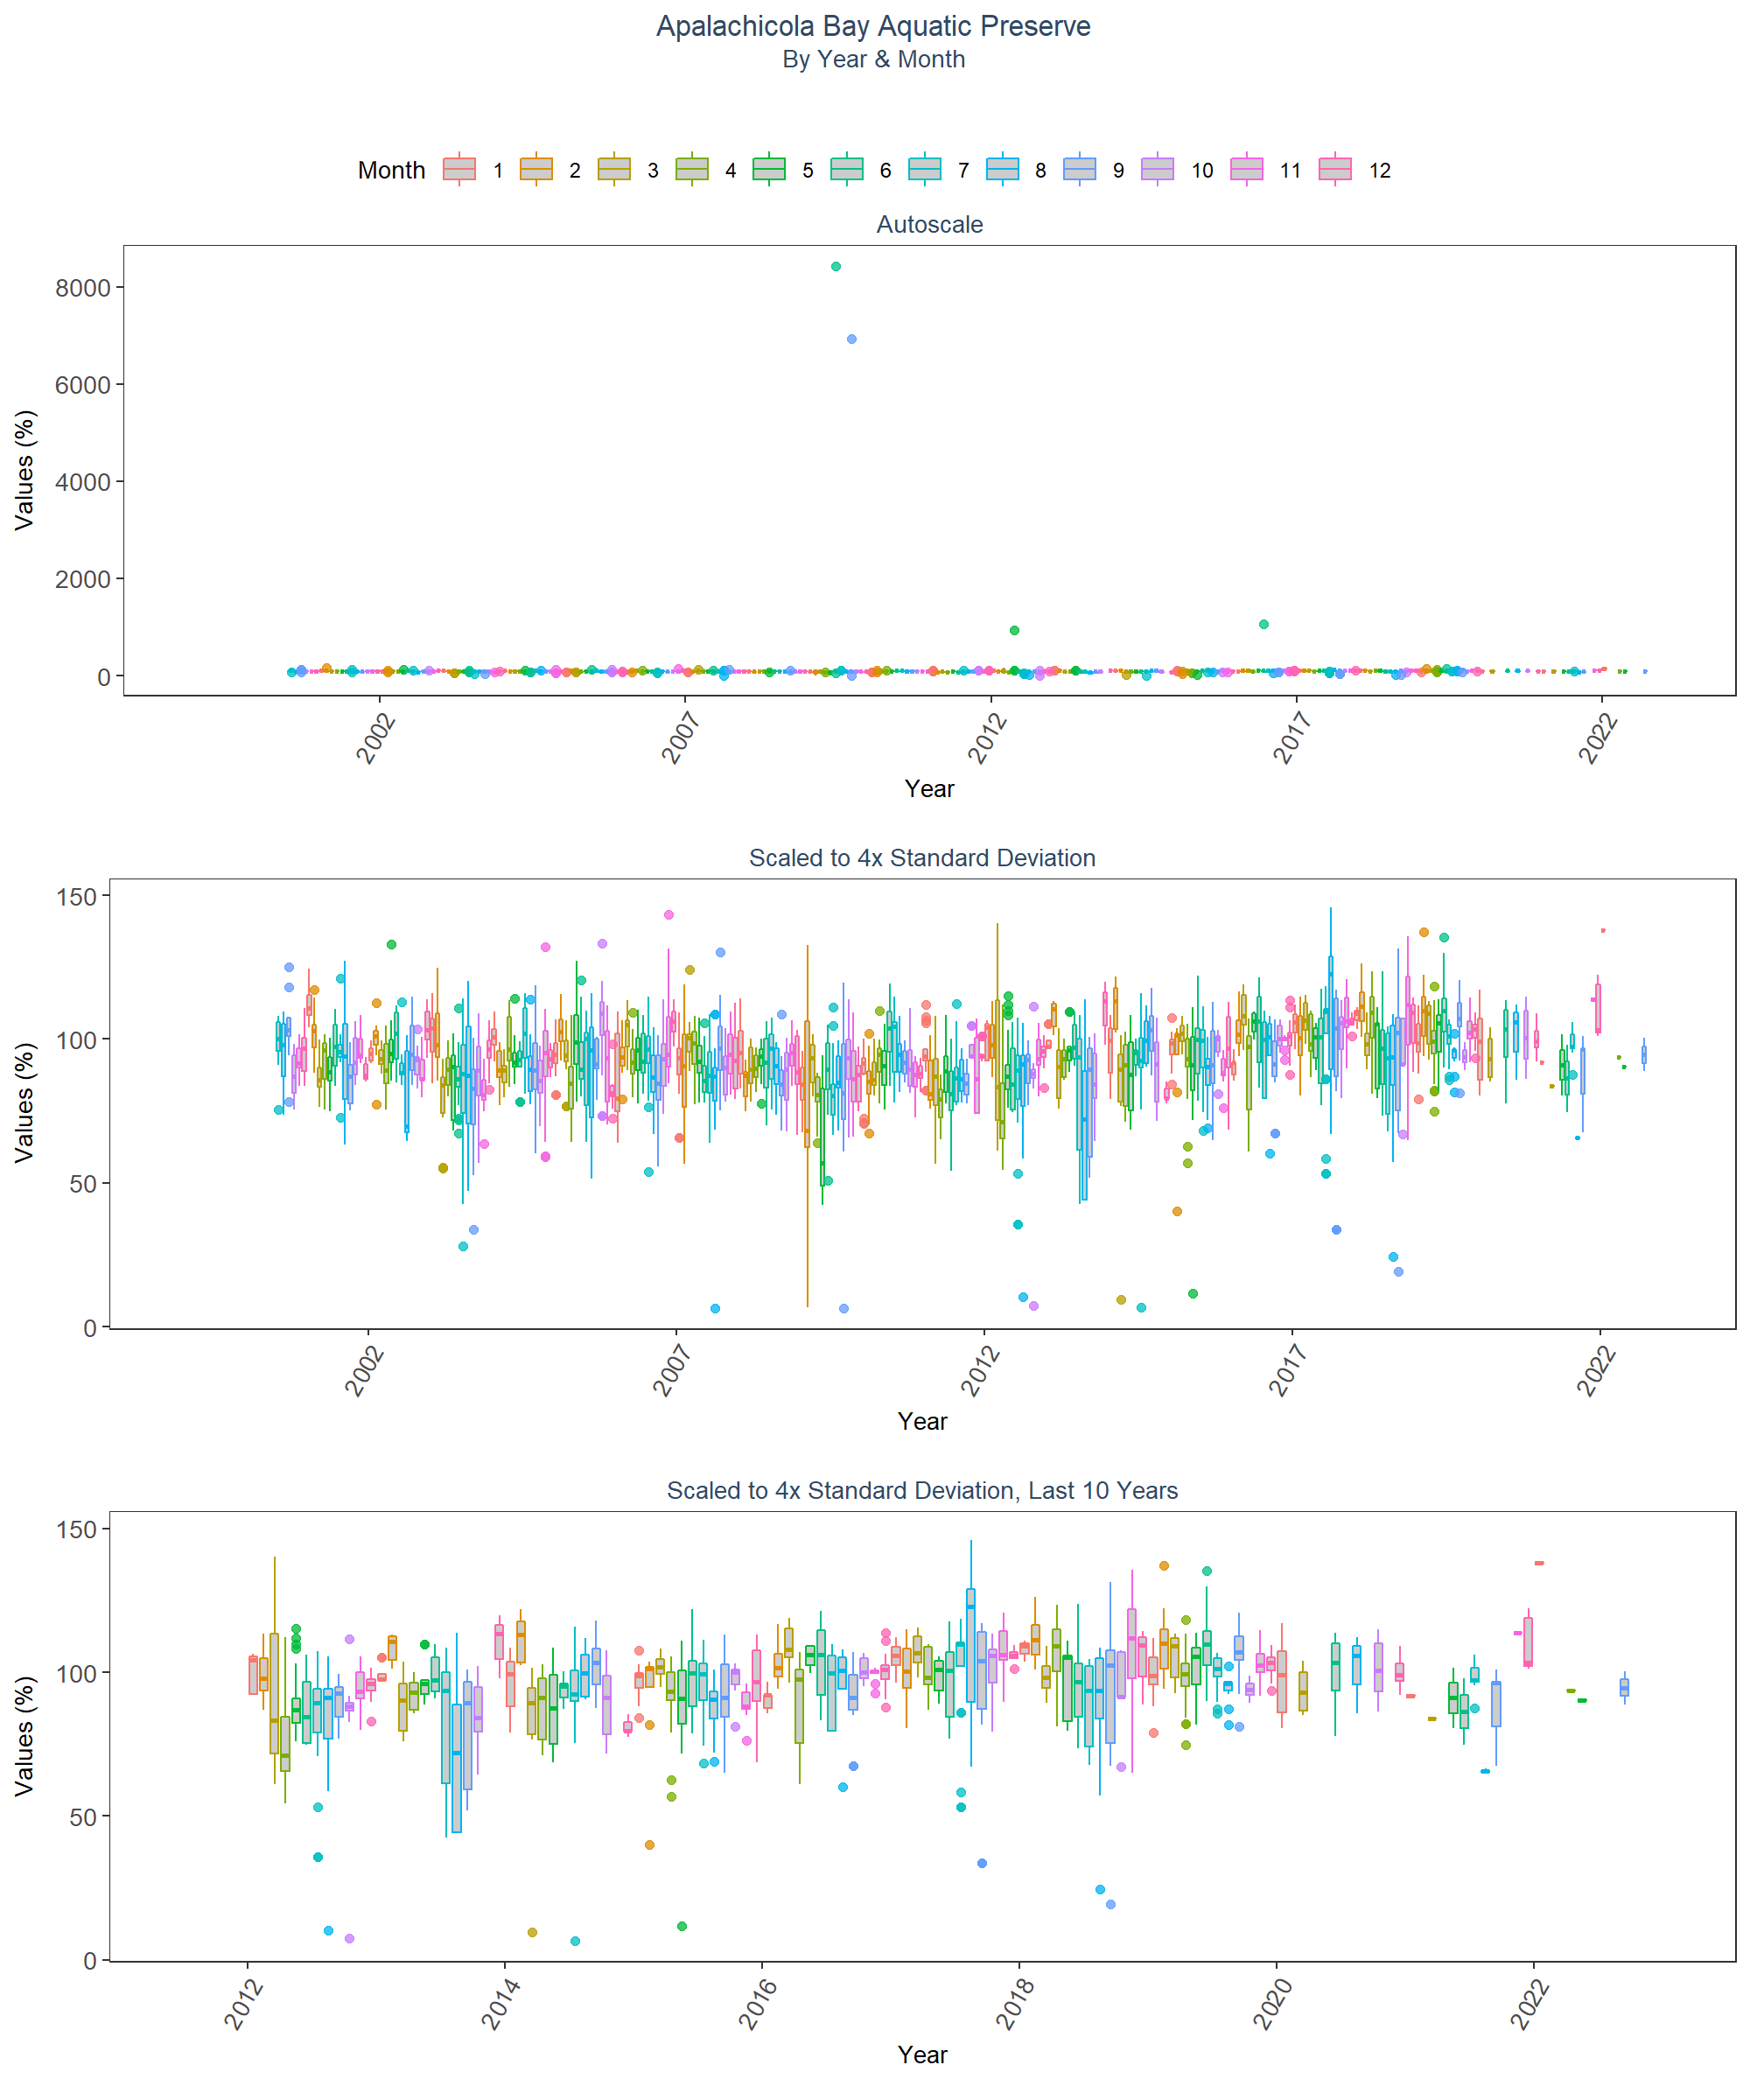 Apalachicola Bay Aquatic Preserve
By Year & Month
Month 1 2 3 4 5 6 7 8 9 10 11 12
Autoscale
8000
6000
4000
2000
0
Values (%)
2002 2007 2012 2017 2022
Year
Scaled to 4x Standard Deviation
150
100
50
0
Values (%)
2002 2007 2012 2017 2022
Year
Scaled to 4x Standard Deviation, Last 10 Years
150
100
50
0
Values (%)
2012 2014 2016 2018 2020 2022
Year